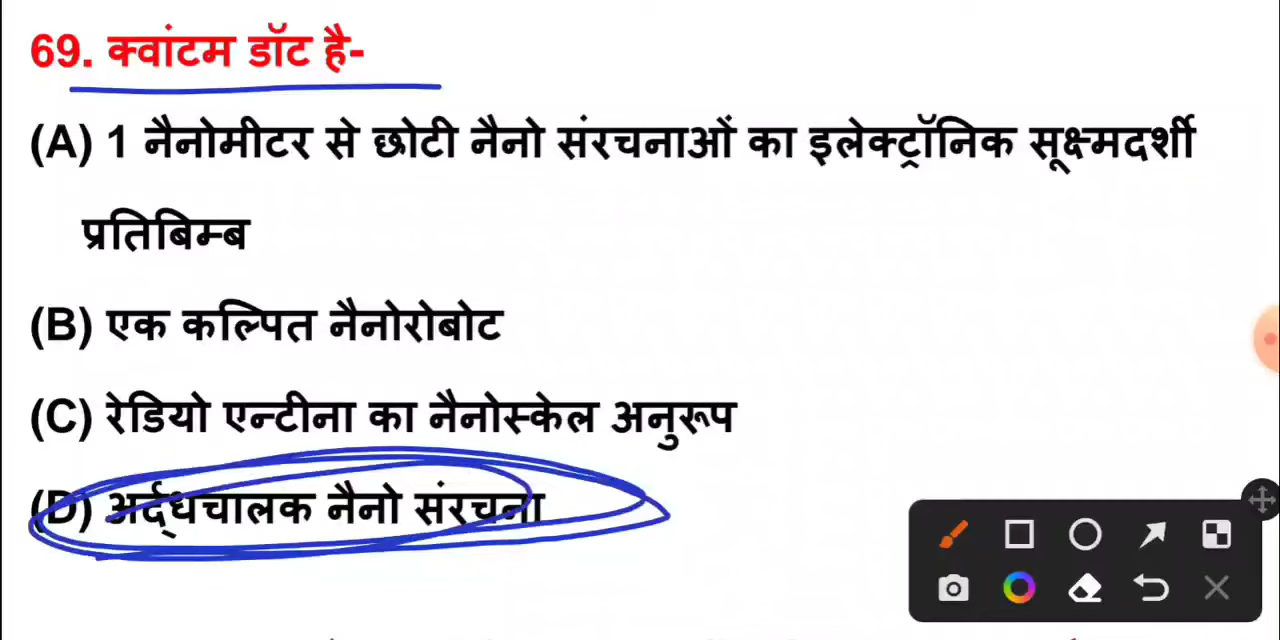 69. क्वांटम डॉट है-
(A) 1 नैनोमीटर से छोटी नैनो संरचनाओं का इलेक्ट्रॉनिक सूक्ष्मदर्शी
प्रतिबिम्ब
(B) एक कल्पित नैनोरोबोट
(C) रेडियो एन्टीना का नैनोस्केल अनुरूप
(D) अर्द्धचालक नैनो संरचना